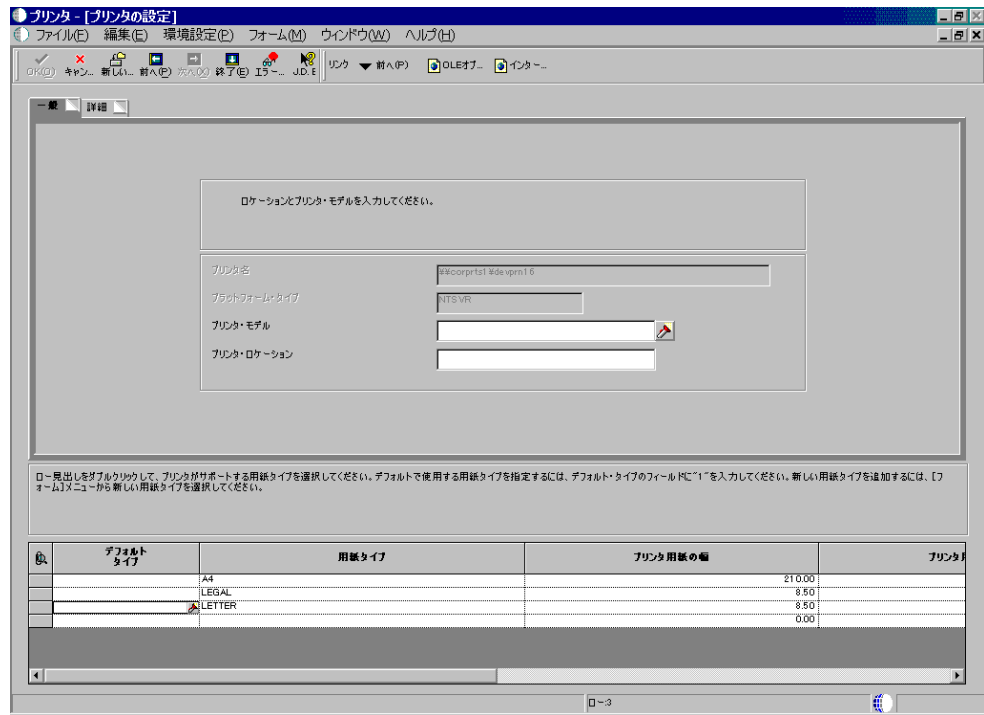 プリンタ - [プリンタの設定]
ファイル(F) 編集(E) 環境設定(P) フォーム(M) ウィンドウ(W) ヘルプ(H)
OK(O) キャン... 新しい... 前へ(P) 次へ(X) 終了(E) エラー... J.D.E リンク 前へ(P) OLEオブ... インター...
一般 詳細
ロケーションとプリンタ・モデルを入力してください。
プリンタ名 ¥¥corprts1¥devprn16
プラットフォーム・タイプ NTSVR
プリンタ・モデル
プリンタ・ロケーション
ロー見出しをダブルクリックして、プリンタがサポートする用紙タイプを選択してください。デフォルトで使用する用紙タイプを指定するには、デフォルト・タイプのフィールドに"1"を入力してください。新しい用紙タイプを追加するには、[フ
ォーム]メニューから新しい用紙タイプを選択してください。
デフォルト
タイプ 用紙タイプ プリンタ用紙の幅 プリンタ用
A4 210.00
LEGAL 8.50
LETTER 8.50
0.00
ロー:3